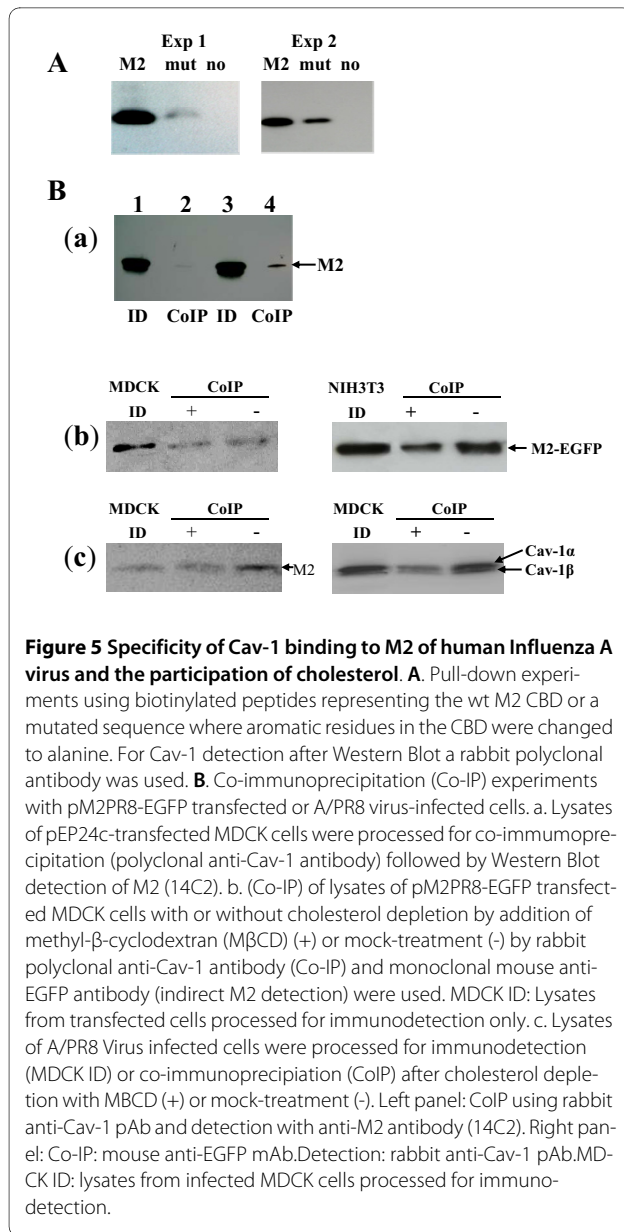 Exp 1 Exp 2
A M2 mut no M2 mut no
B
1 2 3 4
(a) M2
ID CoIP ID CoIP
MDCK CoIP NIH3T3 CoIP
ID + - ID + -
(b) M2-EGFP
MDCK CoIP MDCK CoIP
ID + - ID + -
(c) M2 Cav-1α
Cav-1β
Figure 5 Specificity of Cav-1 binding to M2 of human Influenza A
virus and the participation of cholesterol. A. Pull-down experi-
ments using biotinylated peptides representing the wt M2 CBD or a
mutated sequence where aromatic residues in the CBD were changed
to alanine. For Cav-1 detection after Western Blot a rabbit polyclonal
antibody was used. B. Co-immunoprecipitation (Co-IP) experiments
with pM2PR8-EGFP transfected or A/PR8 virus-infected cells. a. Lysates
of pEP24c-transfected MDCK cells were processed for co-immumopre-
cipitation (polyclonal anti-Cav-1 antibody) followed by Western Blot
detection of M2 (14C2). b. (Co-IP) of lysates of pM2PR8-EGFP transfect-
ed MDCK cells with or without cholesterol depletion by addition of
methyl-β-cyclodextran (MβCD) (+) or mock-treatment (-) by rabbit
polyclonal anti-Cav-1 antibody (Co-IP) and monoclonal mouse anti-
EGFP antibody (indirect M2 detection) were used. MDCK ID: Lysates
from transfected cells processed for immunodetection only. c. Lysates
of A/PR8 Virus infected cells were processed for immunodetection
(MDCK ID) or co-immunoprecipiation (CoIP) after cholesterol deple-
tion with MBCD (+) or mock-treatment (-). Left panel: CoIP using rabbit
anti-Cav-1 pAb and detection with anti-M2 antibody (14C2). Right pan-
el: Co-IP: mouse anti-EGFP mAb.Detection: rabbit anti-Cav-1 pAb.MD-
CK ID: lysates from infected MDCK cells processed for immuno-
detection.